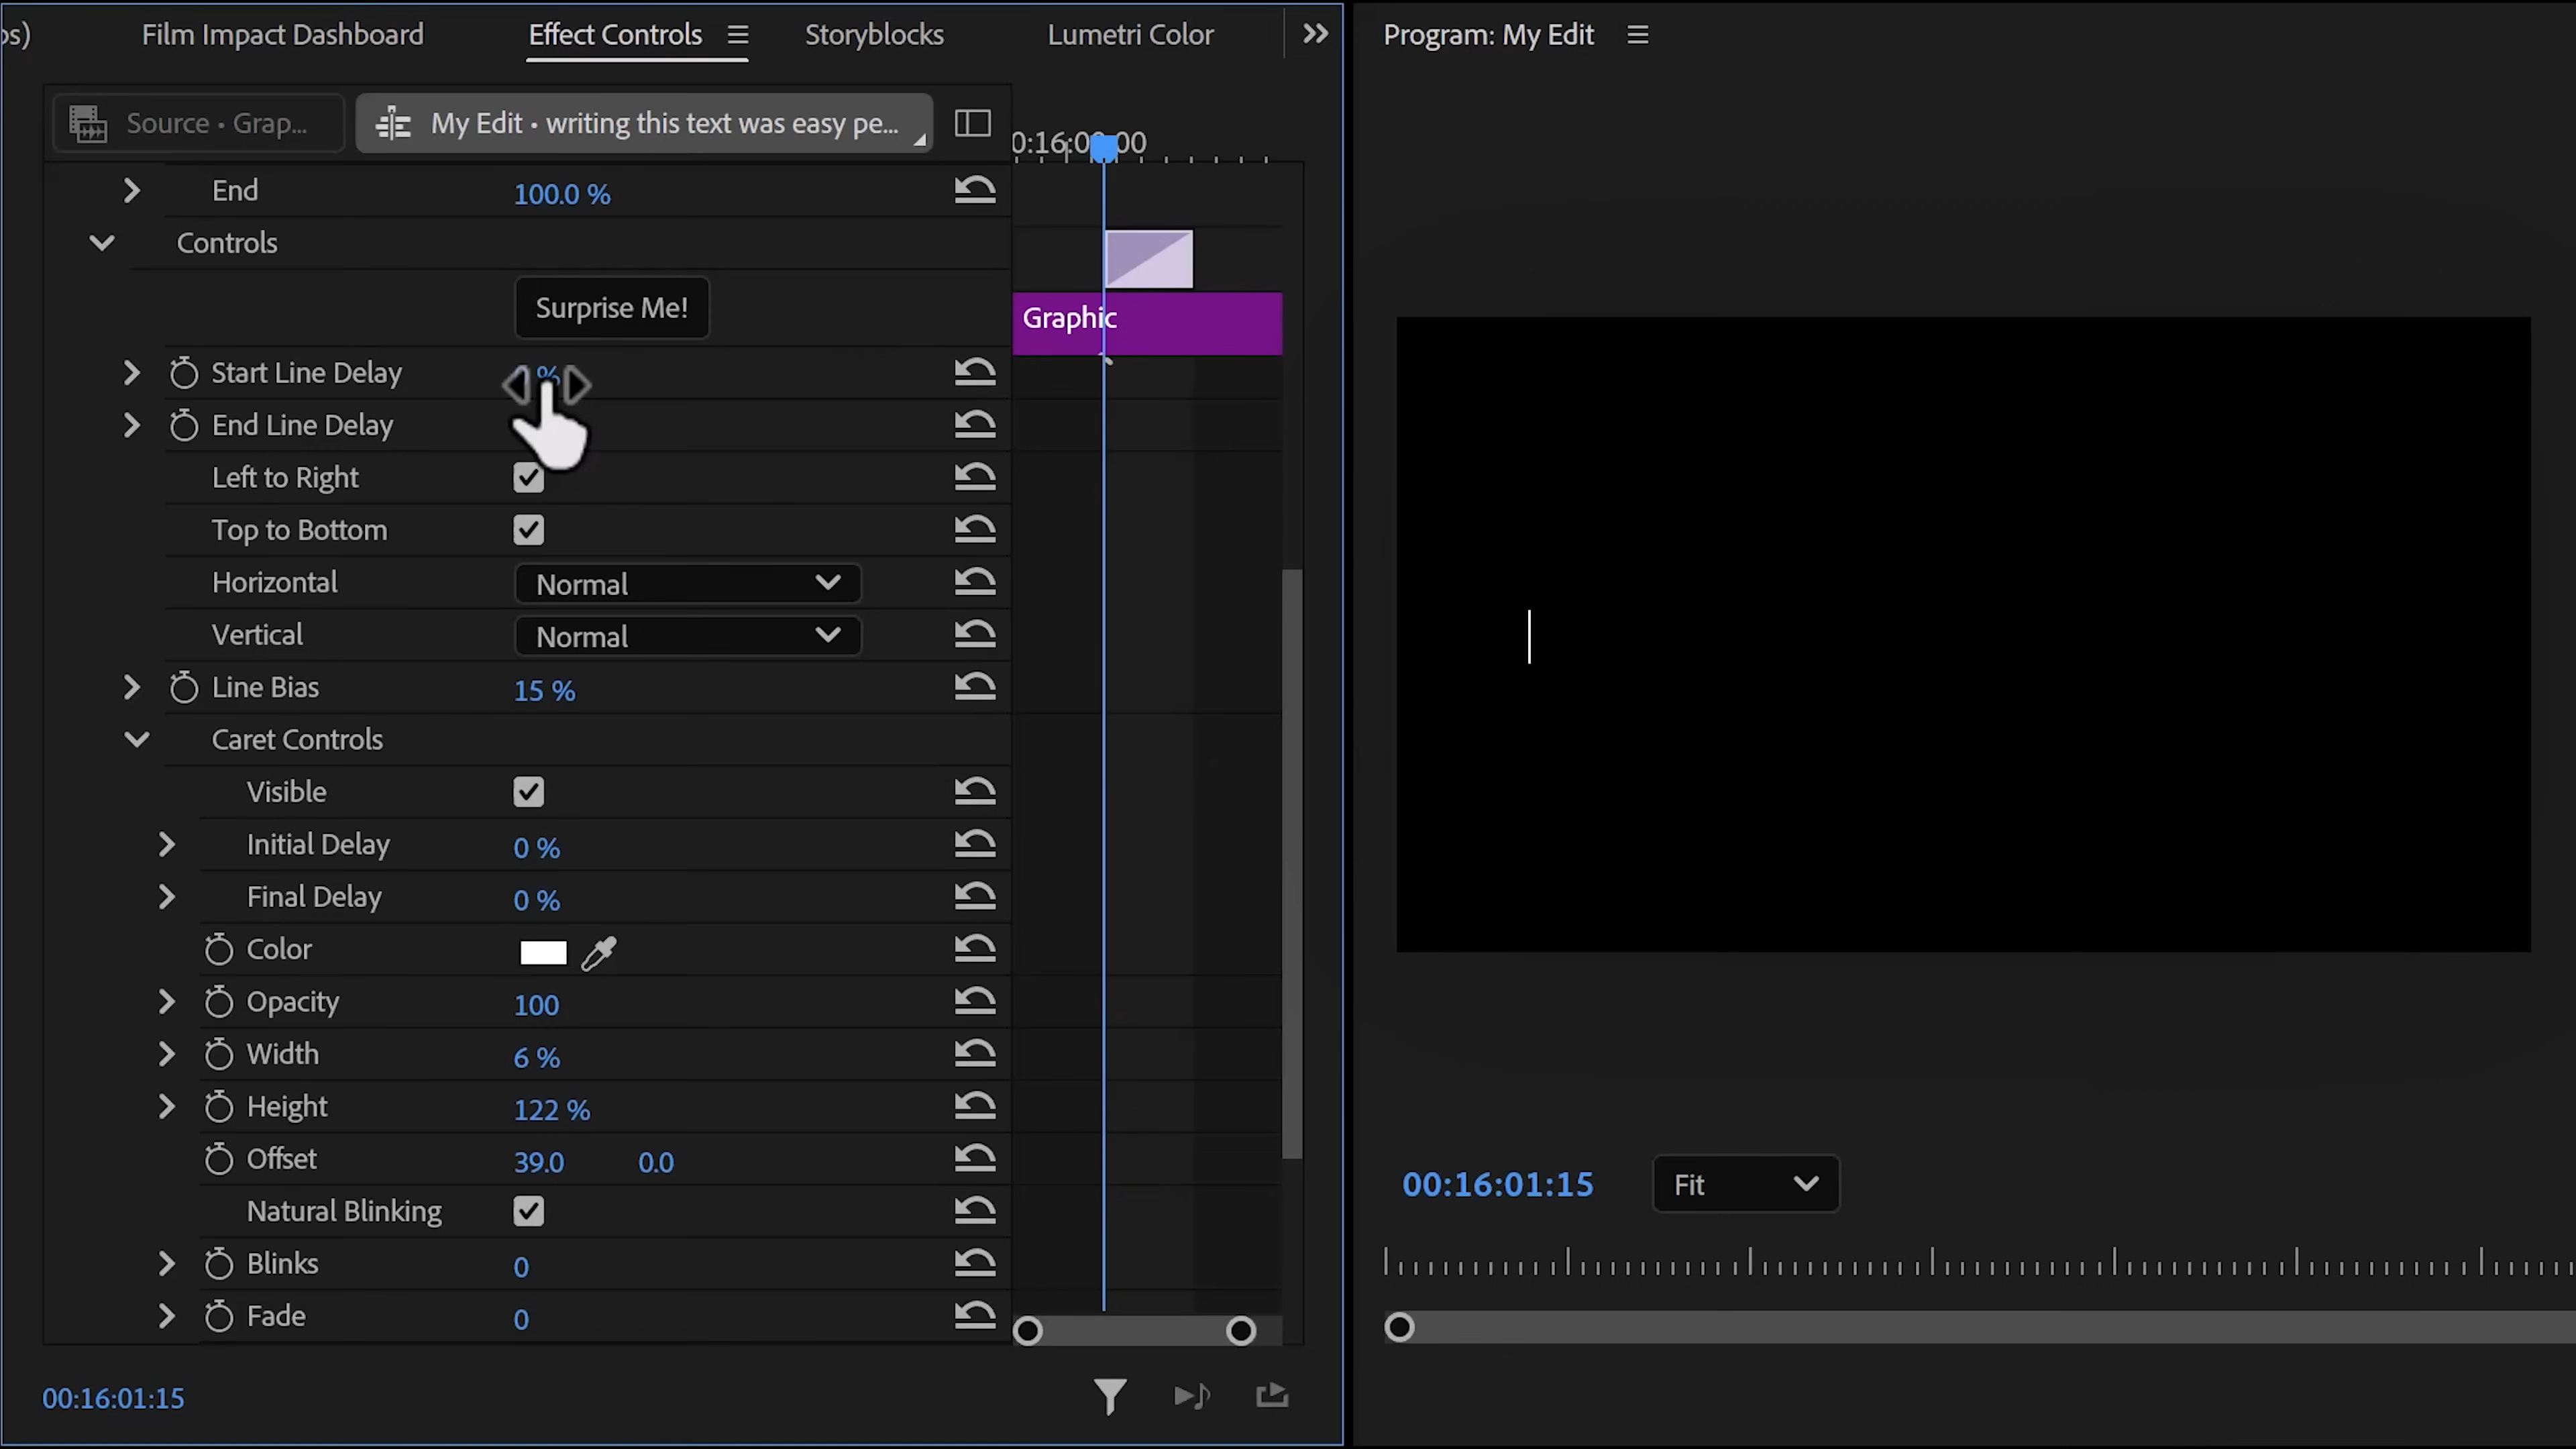 os) Film Impact Dashboard Effect Controls Storyblocks Lumetri Color
Program: My Edit
Source • Grap... My Edit • writing this text was easy pe...
End 100.0 %
Controls
Surprise Me!
Graphic
Start Line Delay %
End Line Delay
Left to Right
Top to Bottom
Horizontal Normal
Vertical Normal
Line Bias 15 %
Caret Controls
Visible
Initial Delay 0 %
Final Delay 0 %
Color
Opacity 100
Width 6 %
Height 122 %
Offset 39.0 0.0
Natural Blinking
Blinks 0
Fade 0
00:16:01:15
00:16:01:15 Fit